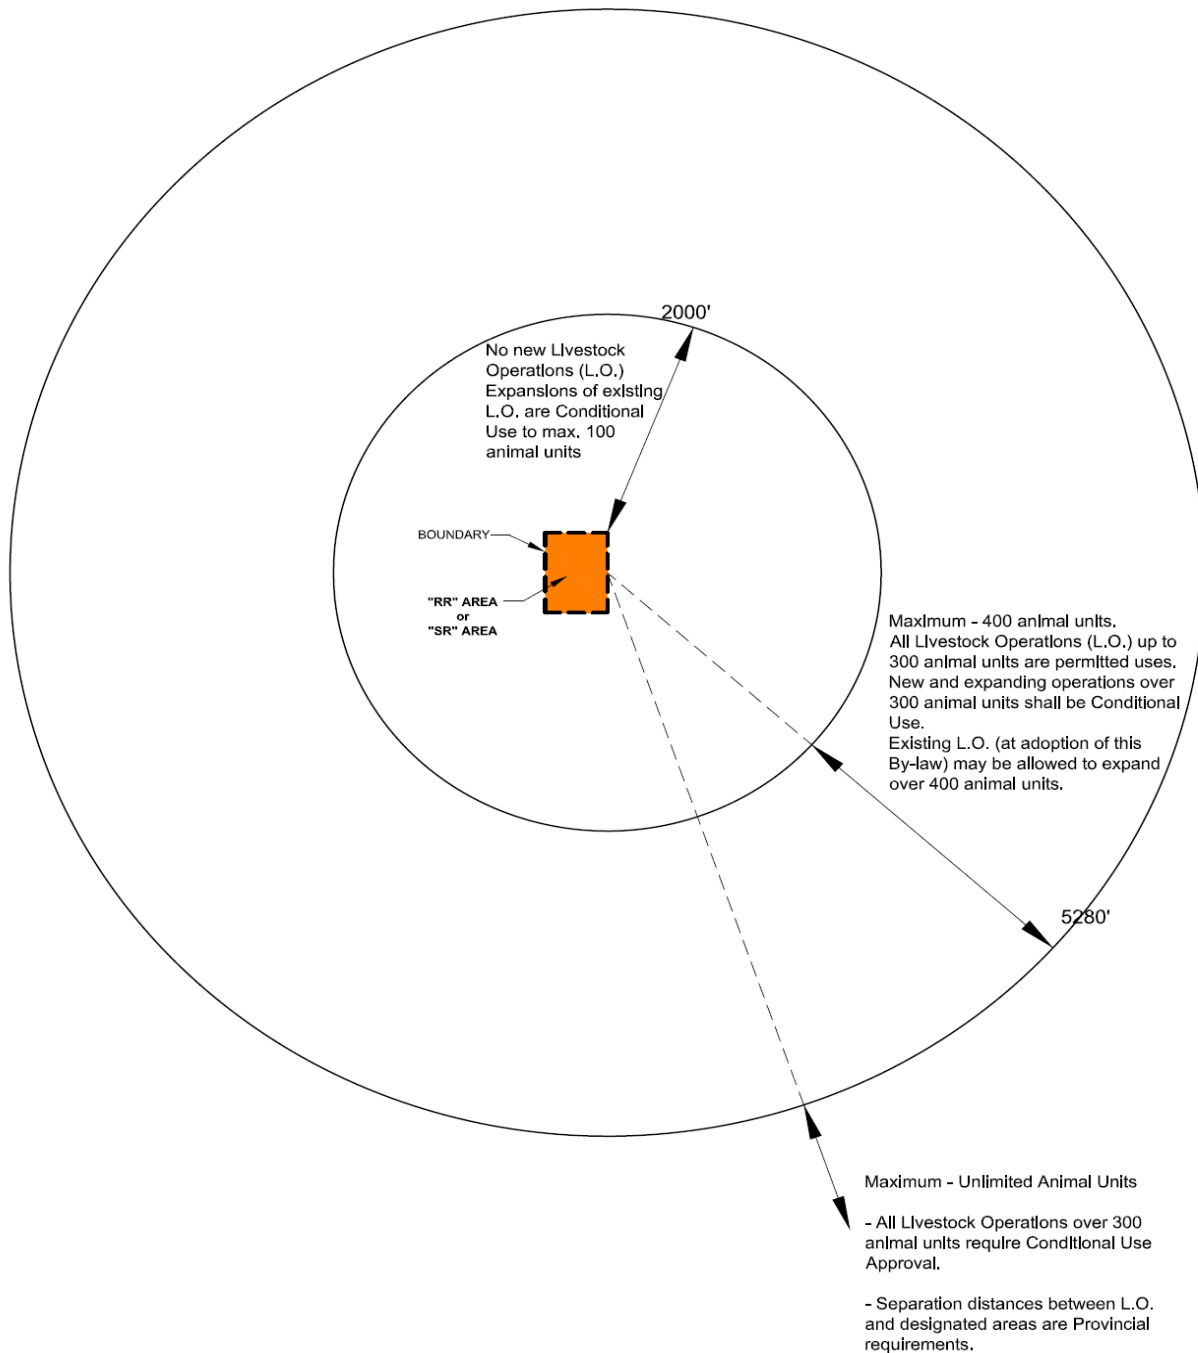 2000'
No new Livestock
Operations (L.O.)
Expansions of existing
L.O. are Conditional
Use to max. 100
animal units
BOUNDARY
"RR" AREA
or
"SR" AREA
Maximum - 400 animal units.
All Livestock Operations (L.O.) up to
300 animal units are permitted uses.
New and expanding operations over
300 animal units shall be Conditional
Use.
Existing L.O. (at adoption of this
By-law) may be allowed to expand
over 400 animal units.
5280'
Maximum - Unlimited Animal Units
- All Livestock Operations over 300
animal units require Conditional Use
Approval.
- Separation distances between L.O.
and designated areas are Provincial
requirements.